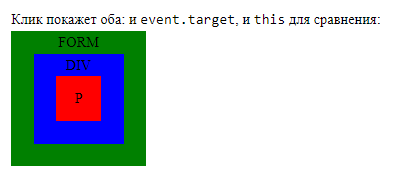 Клик покажет оба: и event.target, и this для сравнения:
FORM
DIV
P